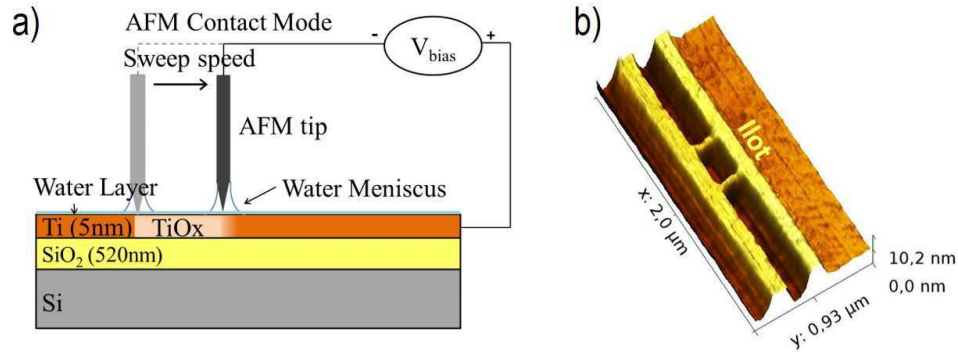 a)
AFM Contact Mode
Sweep speed
- V_bias +
AFM tip
Water Layer
Water Meniscus
Ti (5nm) TiOx
SiO₂ (520nm)
Si
b)
Ilot
x: 2,0 µm
y: 0,93 µm
10,2 nm
0,0 nm